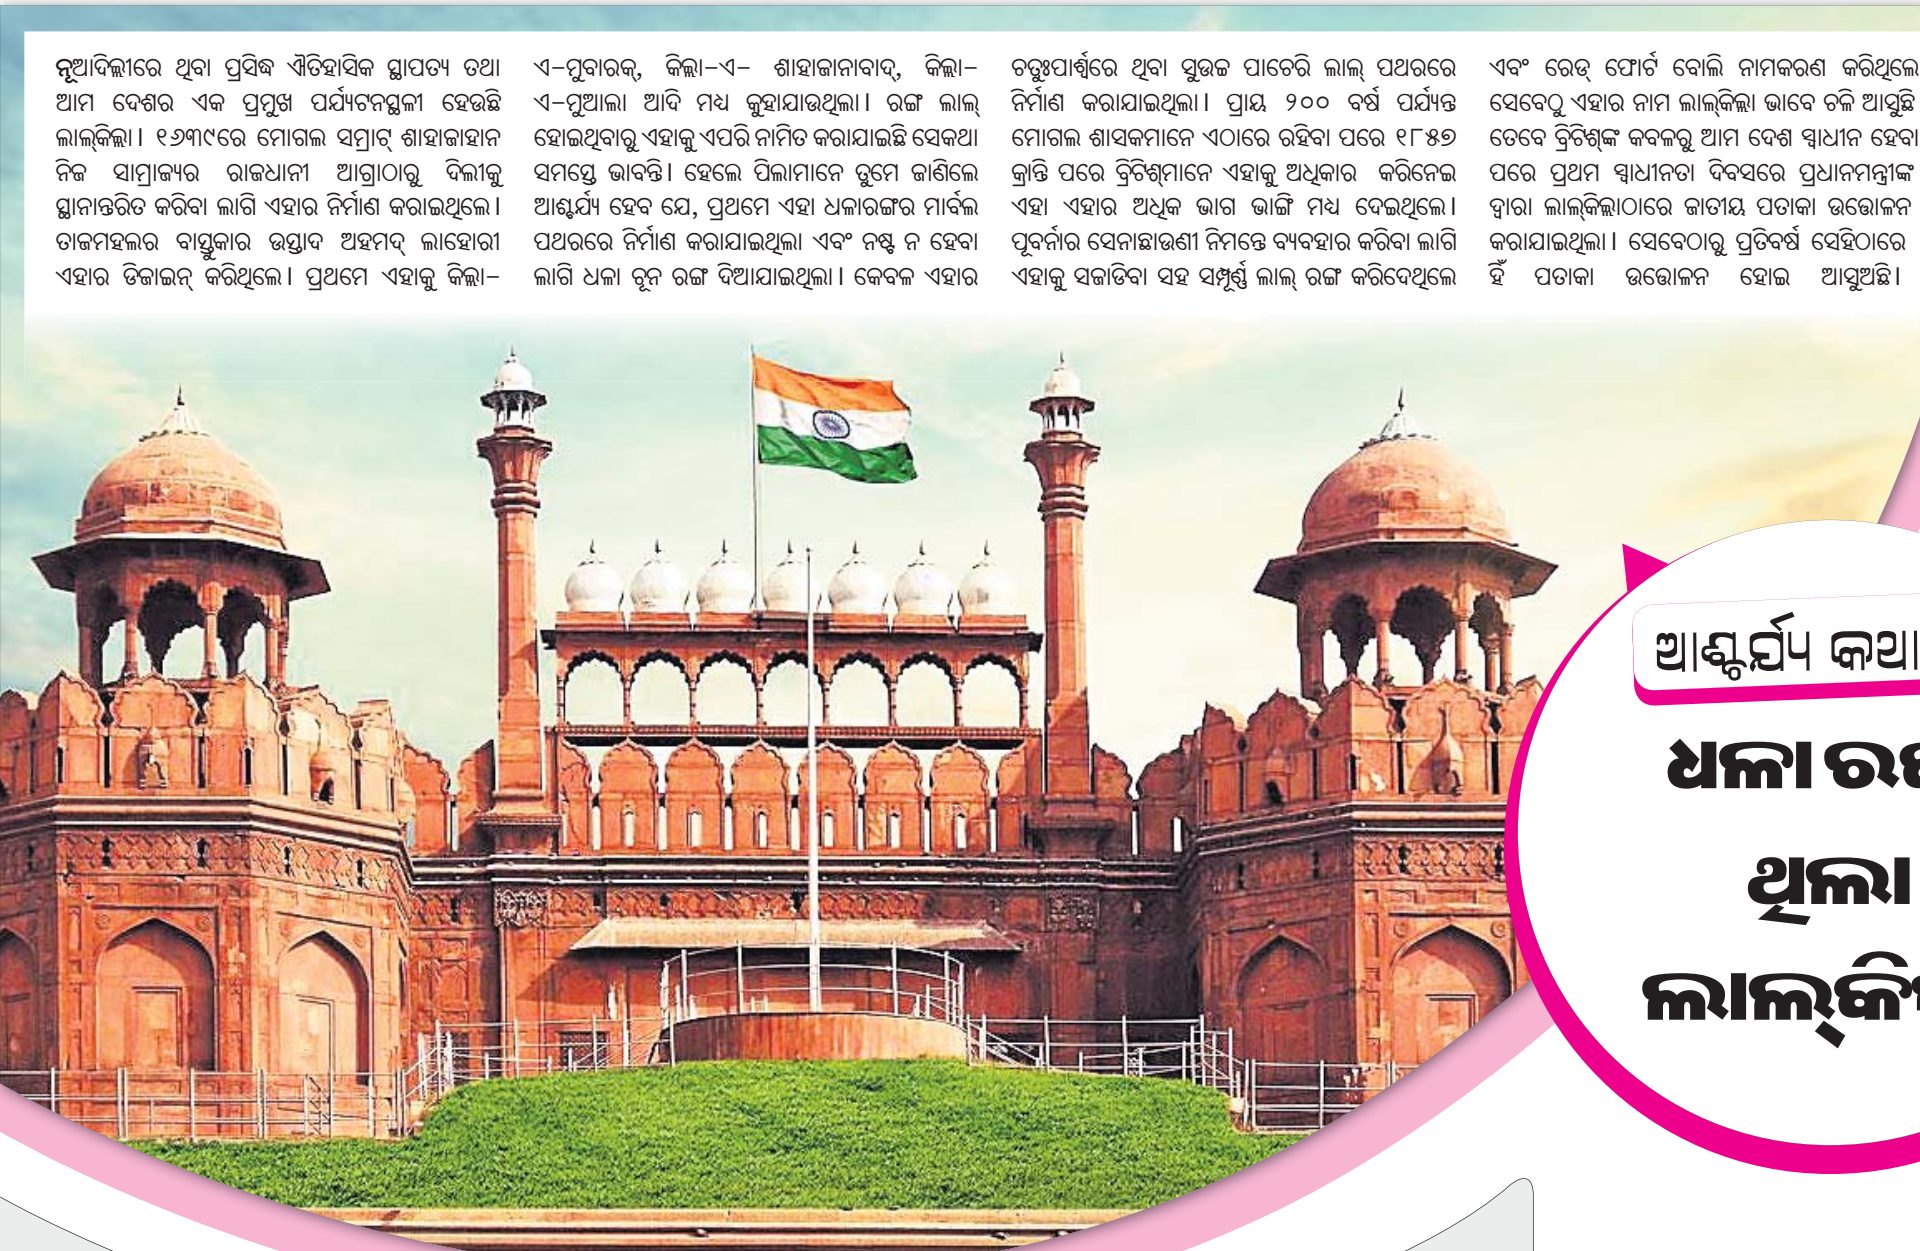 ନୂଆଦିଲ୍ଲୀରେ ଥିବା ପ୍ରସିଦ୍ଧ ଐତିହାସିକ ସ୍ଥାପତ୍ୟ ତଥା
ଆମ ଦେଶର ଏକ ପ୍ରମୁଖ ପର୍ଯ୍ୟଟନସ୍ଥଳୀ ହେଉଛି
ଲାଲ୍‌କିଲ୍ଲା । ୧୬୩୯ରେ ମୋଗଲ ସମ୍ରାଟ୍ ଶାହାଜାହାନ
ନିଜ ସାମ୍ରାଜ୍ୟର ରାଜଧାନୀ ଆଗ୍ରାଠାରୁ ଦିଲୀକୁ
ସ୍ଥାନାନ୍ତରିତ କରିବା ଲାଗି ଏହାର ନିର୍ମାଣ କରାଇଥିଲେ ।
ତାଜମହଲର ବାସ୍ତୁକାର ଉସ୍ତାଦ ଅହମଦ୍ ଲାହୋରୀ
ଏହାର ଡିଜାଇନ୍ କରିଥିଲେ । ପ୍ରଥମେ ଏହାକୁ କିଲ୍ଲା-
ଏ-ମୁବାରକ୍, କିଲ୍ଲା-ଏ- ଶାହାଜାନାବାଦ୍, କିଲ୍ଲା-
ଏ-ମୁଆଲା ଆଦି ମଧ୍ୟ କୁହାଯାଉଥିଲା । ରଙ୍ଗ ଲାଲ୍
ହୋଇଥିବାରୁ ଏହାକୁ ଏପରି ନାମିତ କରାଯାଇଛି ସେକଥା
ସମସ୍ତେ ଭାବନ୍ତି । ହେଲେ ପିଲାମାନେ ତୁମେ ଜାଣିଲେ
ଆଶ୍ଚର୍ଯ୍ୟ ହେବ ଯେ, ପ୍ରଥମେ ଏହା ଧଳାରଙ୍ଗର ମାର୍ବଲ
ପଥରରେ ନିର୍ମାଣ କରାଯାଇଥିଲା ଏବଂ ନଷ୍ଟ ନ ହେବା
ଲାଗି ଧଳା ଚୂନ ରଙ୍ଗ ଦିଆଯାଇଥିଲା । କେବଳ ଏହାର
ଚତୁଃପାର୍ଶ୍ୱରେ ଥିବା ସୁଉଚ୍ଚ ପାଚେରି ଲାଲ୍ ପଥରରେ
ନିର୍ମାଣ କରାଯାଇଥିଲା । ପ୍ରାୟ ୨୦୦ ବର୍ଷ ପର୍ଯ୍ୟନ୍ତ
ମୋଗଲ ଶାସକମାନେ ଏଠାରେ ରହିବା ପରେ ୧୮୫୭
କ୍ରାନ୍ତି ପରେ ବ୍ରିଟିଶ୍‌ମାନେ ଏହାକୁ ଅଧିକାର କରିନେଇ
ଏହା ଏହାର ଅଧିକ ଭାଗ ଭାଙ୍ଗି ମଧ୍ୟ ଦେଇଥିଲେ ।
ପୂବର୍ନାର ସେନାଛାଉଣୀ ନିମନ୍ତେ ବ୍ୟବହାର କରିବା ଲାଗି
ଏହାକୁ ସଜାଡିବା ସହ ସମ୍ପୂର୍ଣ୍ଣ ଲାଲ୍ ରଙ୍ଗ କରିଦେଥିଲେ
ଏବଂ ରେଡ୍ ଫୋର୍ଟ ବୋଲି ନାମକରଣ କରିଥିଲେ
ସେବେଠୁ ଏହାର ନାମ ଲାଲ୍‌କିଲ୍ଲା ଭାବେ ଚଳି ଆସୁଛି
ତେବେ ବ୍ରିଟିଶ୍‌ଙ୍କ କବଳରୁ ଆମ ଦେଶ ସ୍ୱାଧୀନ ହେବା
ପରେ ପ୍ରଥମ ସ୍ୱାଧୀନତା ଦିବସରେ ପ୍ରଧାନମନ୍ତ୍ରୀଙ୍କ
ଦ୍ୱାରା ଲାଲ୍‌କିଲ୍ଲାଠାରେ ଜାତୀୟ ପତାକା ଉତ୍ତୋଳନ
କରାଯାଇଥିଲା । ସେବେଠାରୁ ପ୍ରତିବର୍ଷ ସେହିଠାରେ
ହିଁ ପତାକା ଉତ୍ତୋଳନ ହୋଇ ଆସୁଅଛି ।
ଆଶ୍ଚର୍ଯ୍ୟ କଥା
ଧଳା
ଥିଲା